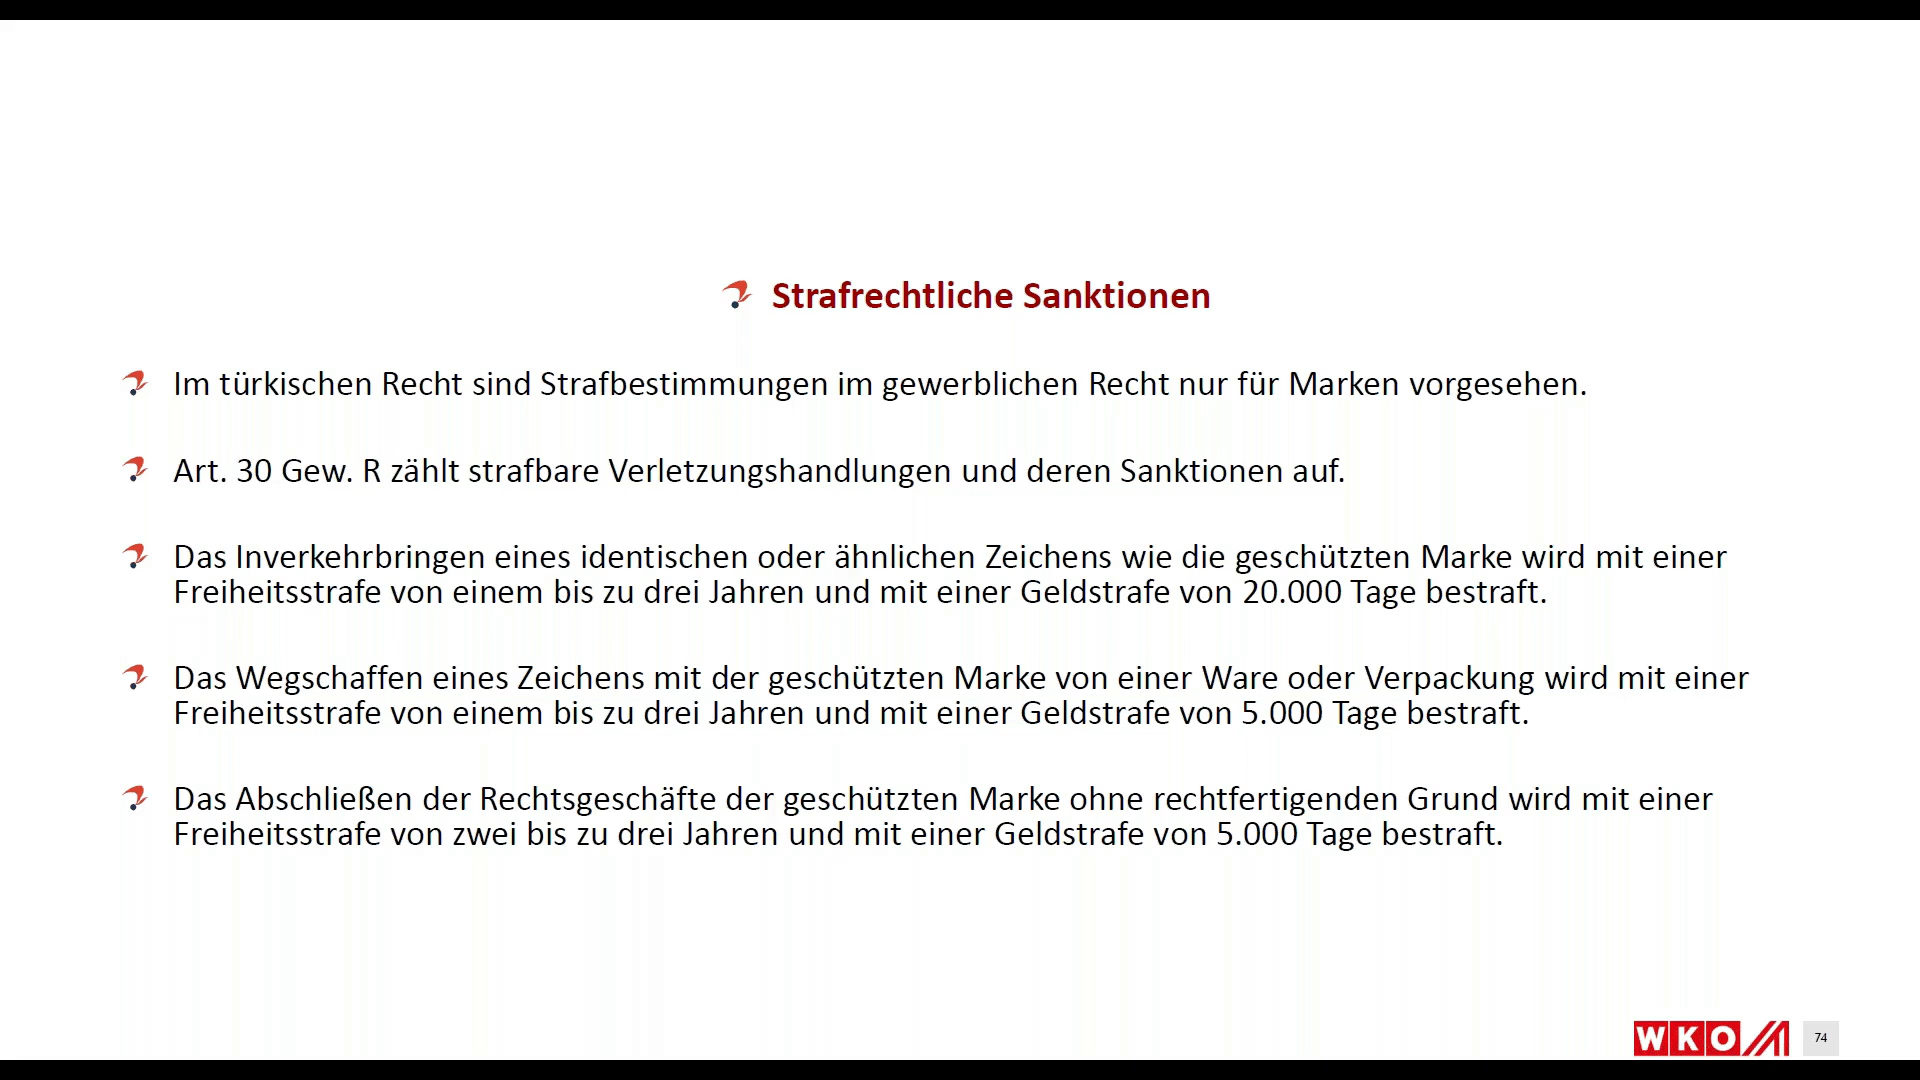 Strafrechtliche Sanktionen
Im türkischen Recht sind Strafbestimmungen im gewerblichen Recht nur für Marken vorgesehen.
Art. 30 Gew. R zählt strafbare Verletzungshandlungen und deren Sanktionen auf.
Das Inverkehrbringen eines identischen oder ähnlichen Zeichens wie die geschützten Marke wird mit einer
Freiheitsstrafe von einem bis zu drei Jahren und mit einer Geldstrafe von 20.000 Tage bestraft.
Das Wegschaffen eines Zeichens mit der geschützten Marke von einer Ware oder Verpackung wird mit einer
Freiheitsstrafe von einem bis zu drei Jahren und mit einer Geldstrafe von 5.000 Tage bestraft.
Das Abschließen der Rechtsgeschäfte der geschützten Marke ohne rechtfertigenden Grund wird mit einer
Freiheitsstrafe von zwei bis zu drei Jahren und mit einer Geldstrafe von 5.000 Tage bestraft.
WKO
74